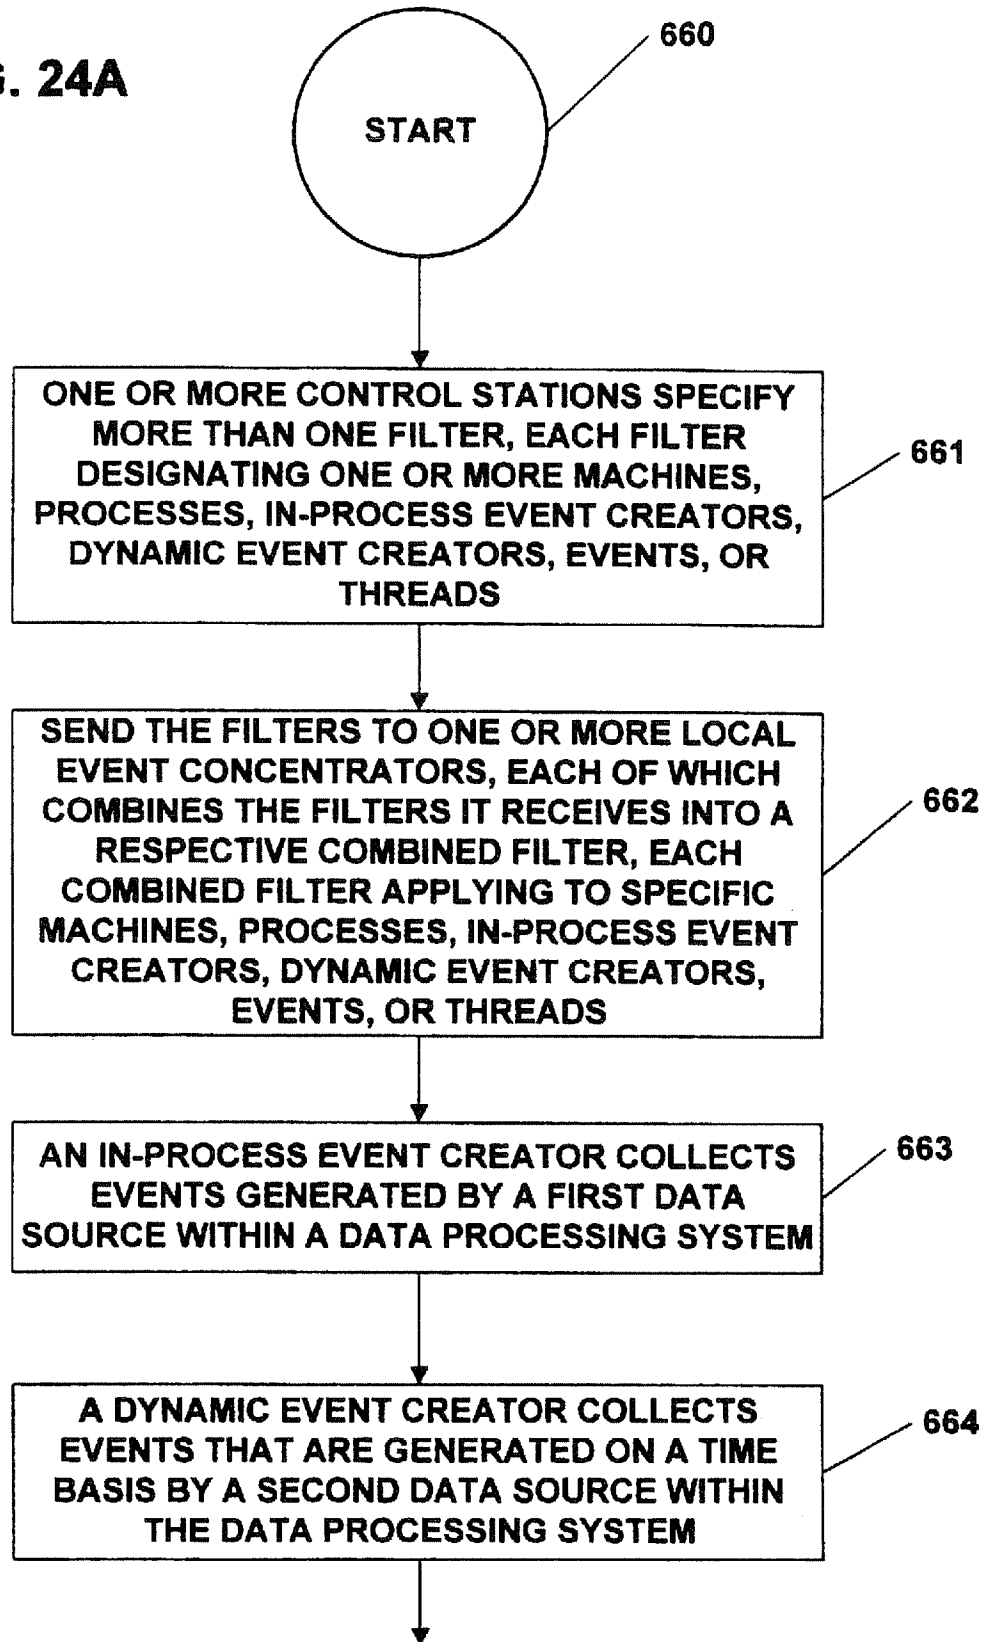 . 24A
660
START
ONE OR MORE CONTROL STATIONS SPECIFY
MORE THAN ONE FILTER, EACH FILTER
DESIGNATING ONE OR MORE MACHINES,
PROCESSES, IN-PROCESS EVENT CREATORS,
DYNAMIC EVENT CREATORS, EVENTS, OR
THREADS
661
SEND THE FILTERS TO ONE OR MORE LOCAL
EVENT CONCENTRATORS, EACH OF WHICH
COMBINES THE FILTERS IT RECEIVES INTO A
RESPECTIVE COMBINED FILTER, EACH
COMBINED FILTER APPLYING TO SPECIFIC
MACHINES, PROCESSES, IN-PROCESS EVENT
CREATORS, DYNAMIC EVENT CREATORS,
EVENTS, OR THREADS
662
AN IN-PROCESS EVENT CREATOR COLLECTS
EVENTS GENERATED BY A FIRST DATA
SOURCE WITHIN A DATA PROCESSING SYSTEM
663
A DYNAMIC EVENT CREATOR COLLECTS
EVENTS THAT ARE GENERATED ON A TIME
BASIS BY A SECOND DATA SOURCE WITHIN
THE DATA PROCESSING SYSTEM
664